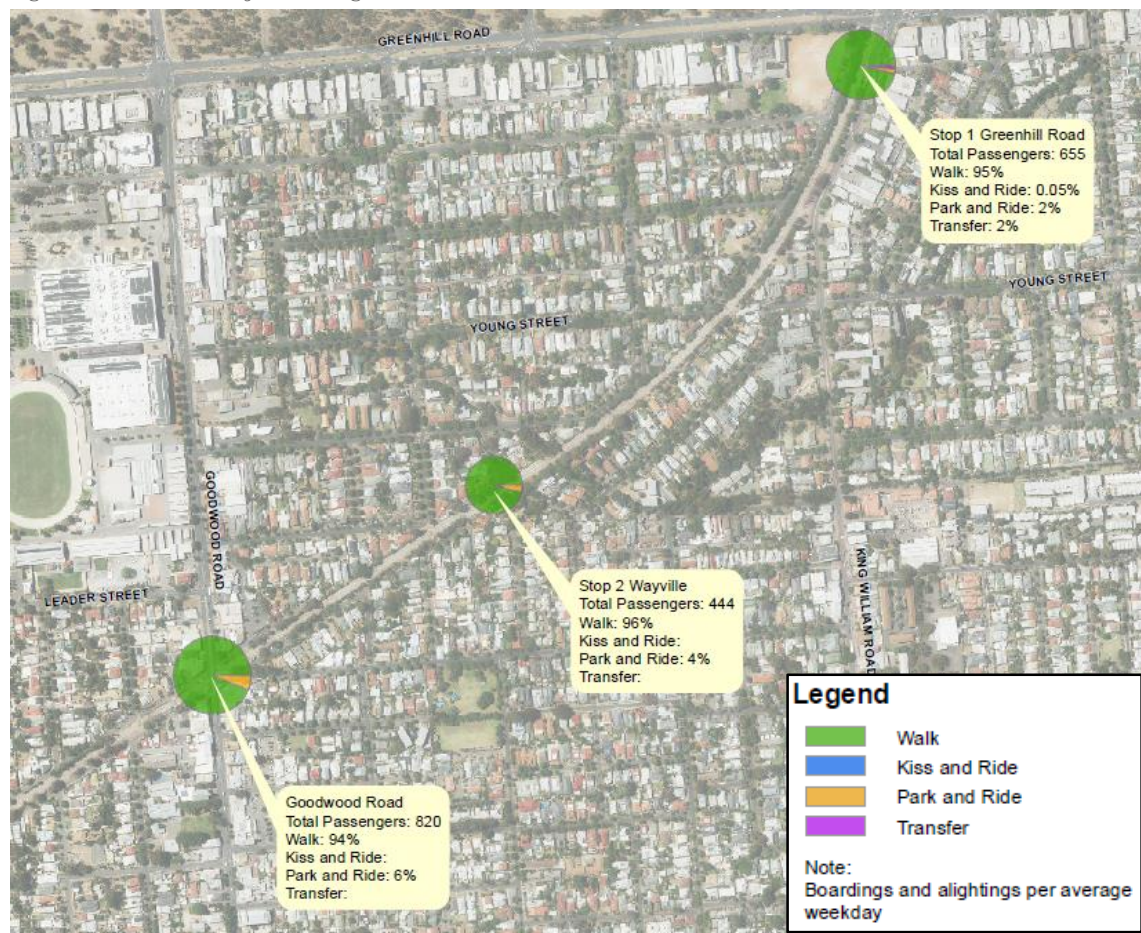 GREENHILL ROAD
Stop 1 Greenhill Road
Total Passengers: 655
Walk: 95%
Kiss and Ride: 0.05%
Park and Ride: 2%
Transfer: 2%
YOUNG STREET
YOUNG STREET
GOODWOOD ROAD
KING WILLIAM ROAD
LEADER STREET
Stop 2 Wayville
Total Passengers: 444
Walk: 96%
Kiss and Ride:
Park and Ride: 4%
Transfer:
Goodwood Road
Total Passengers: 820
Walk: 94%
Kiss and Ride:
Park and Ride: 6%
Transfer:
Legend
Walk
Kiss and Ride
Park and Ride
Transfer
Note:
Boardings and alightings per average
weekday